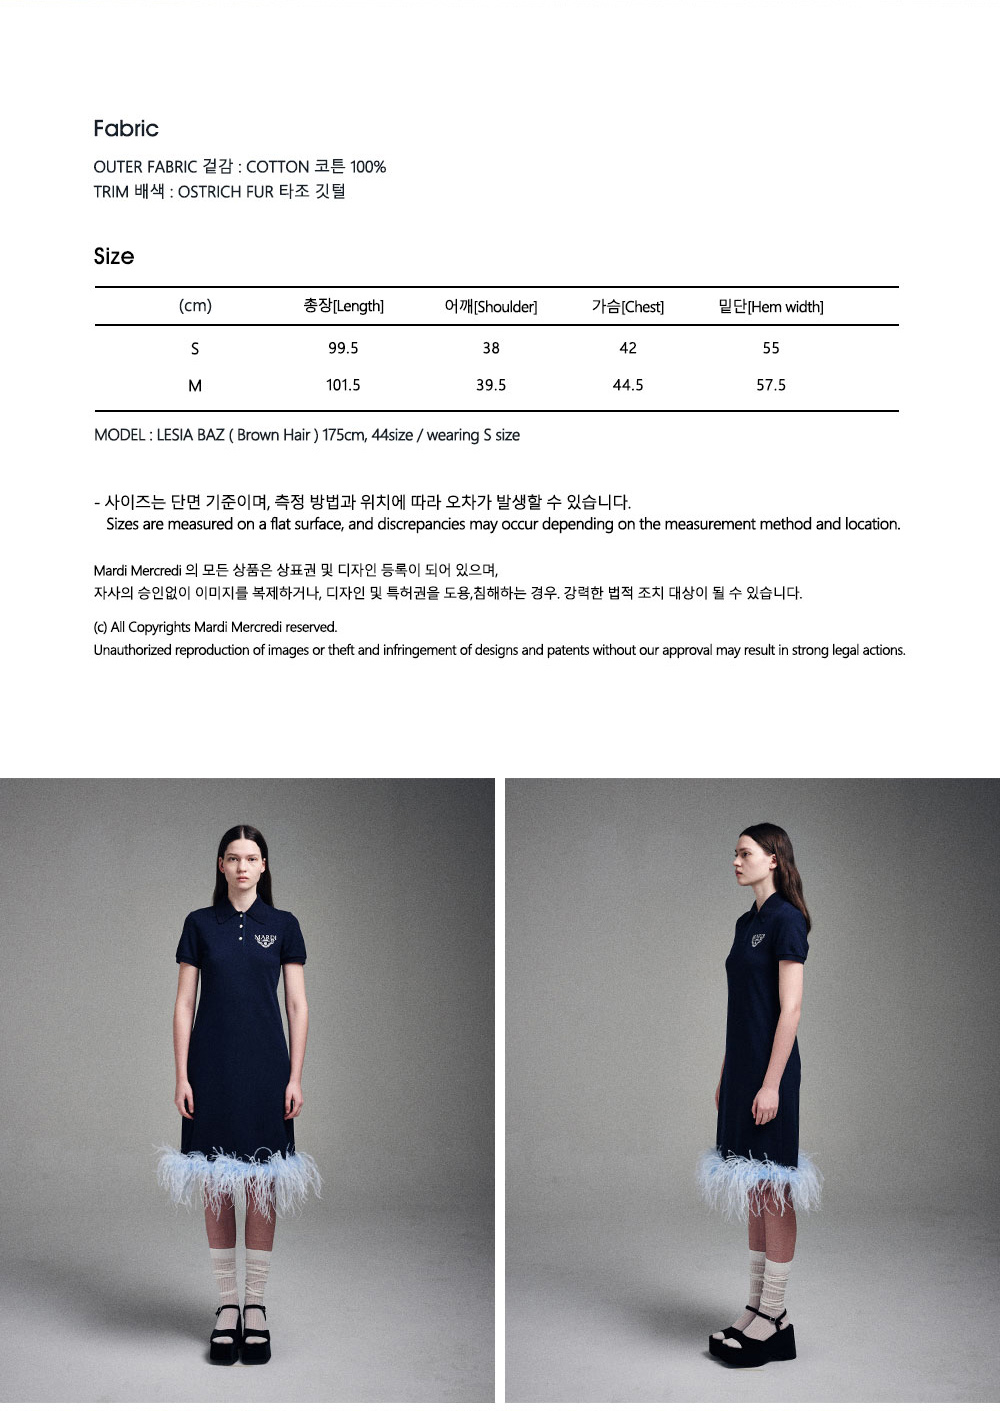 Fabric
OUTER FABRIC 겉감 : COTTON 코튼 100%
TRIM 배색 : OSTRICH FUR 타조 깃털
Size
(cm) 총장[Length] 어깨[Shoulder] 가슴[Chest] 밑단[Hem width]
S 99.5 38 42 55
M 101.5 39.5 44.5 57.5
MODEL : LESIA BAZ ( Brown Hair ) 175cm, 44size / wearing S size
- 사이즈는 단면 기준이며, 측정 방법과 위치에 따라 오차가 발생할 수 있습니다.
Sizes are measured on a flat surface, and discrepancies may occur depending on the measurement method and location.
Mardi Mercredi 의 모든 상품은 상표권 및 디자인 등록이 되어 있으며,
자사의 승인없이 이미지를 복제하거나, 디자인 및 특허권을 도용,침해하는 경우. 강력한 법적 조치 대상이 될 수 있습니다.
(c) All Copyrights Mardi Mercredi reserved.
Unauthorized reproduction of images or theft and infringement of designs and patents without our approval may result in strong legal actions.
MARDI